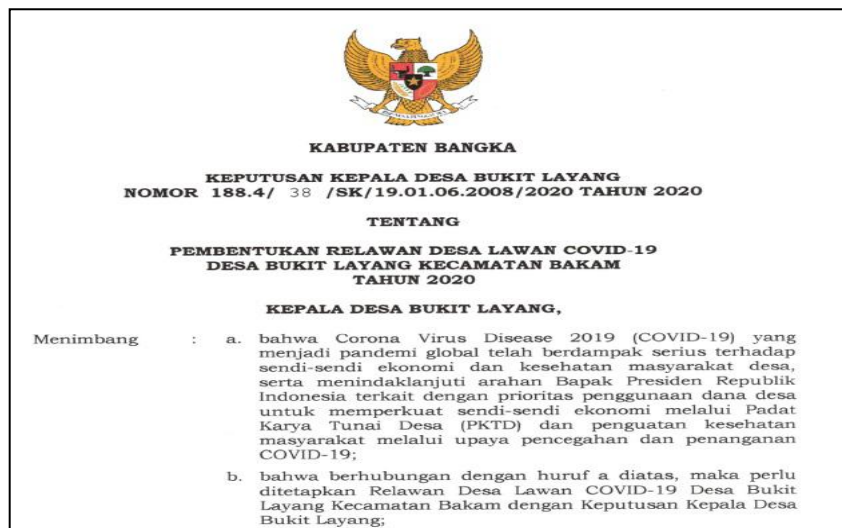 KABUPATEN BANGKA
KEPUTUSAN KEPALA DESA BUKIT LAYANG
NOMOR 188.4/ 38 /SK/19.01.06.2008/2020 TAHUN 2020
TENTANG
PEMBENTUKAN RELAWAN DESA LAWAN COVID-19
DESA BUKIT LAYANG KECAMATAN BAKAM
TAHUN 2020
KEPALA DESA BUKIT LAYANG,
Menimbang : a. bahwa Corona Virus Disease 2019 (COVID-19) yang
menjadi pandemi global telah berdampak serius terhadap
sendi-sendi ekonomi dan kesehatan masyarakat desa,
serta menindaklanjuti arahan Bapak Presiden Republik
Indonesia terkait dengan prioritas penggunaan dana desa
untuk memperkuat sendi-sendi ekonomi melalui Padat
Karya Tunai Desa (PKTD) dan penguatan kesehatan
masyarakat melalui upaya pencegahan dan penanganan
COVID-19;
b. bahwa berhubungan dengan huruf a diatas, maka perlu
ditetapkan Relawan Desa Lawan COVID-19 Desa Bukit
Layang Kecamatan Bakam dengan Keputusan Kepala Desa
Bukit Layang;